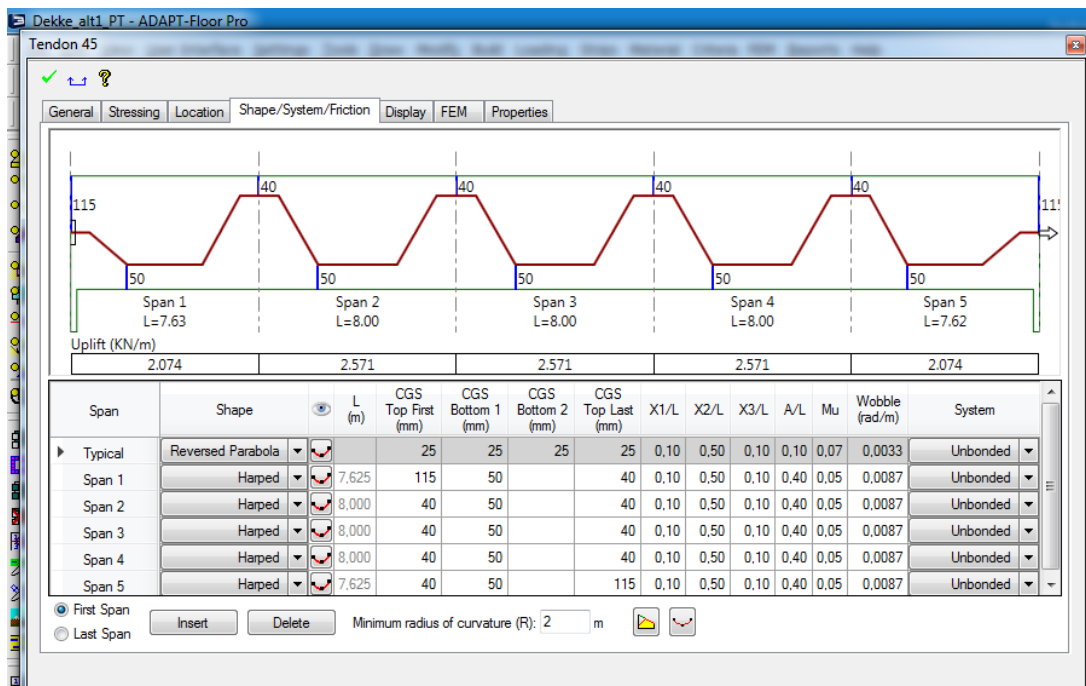 Dekke_alt1_PT - ADAPT-Floor Pro
Tendon 45
General Stressing Location Shape/System/Friction Display FEM Properties
40 40 40 40
115 115
50 50 50 50 50
Span 1 Span 2 Span 3 Span 4 Span 5
L=7.63 L=8.00 L=8.00 L=8.00 L=7.62
Uplift (KN/m)
2.074 2.571 2.571 2.571 2.074
Span Shape L (m) CGS Top First (mm) CGS Bottom 1 (mm) CGS Bottom 2 (mm) CGS Top Last (mm) X1/L X2/L X3/L A/L Mu Wobble (rad/m) System
Typical Reversed Parabola 25 25 25 25 0,10 0,50 0,10 0,10 0,07 0,0033 Unbonded
Span 1 Harped 7,625 115 50 40 0,10 0,50 0,10 0,40 0,05 0,0087 Unbonded
Span 2 Harped 8,000 40 50 40 0,10 0,50 0,10 0,40 0,05 0,0087 Unbonded
Span 3 Harped 8,000 40 50 40 0,10 0,50 0,10 0,40 0,05 0,0087 Unbonded
Span 4 Harped 8,000 40 50 40 0,10 0,50 0,10 0,40 0,05 0,0087 Unbonded
Span 5 Harped 7,625 40 50 115 0,10 0,50 0,10 0,40 0,05 0,0087 Unbonded
First Span
Last Span
Insert Delete Minimum radius of curvature (R): 2 m